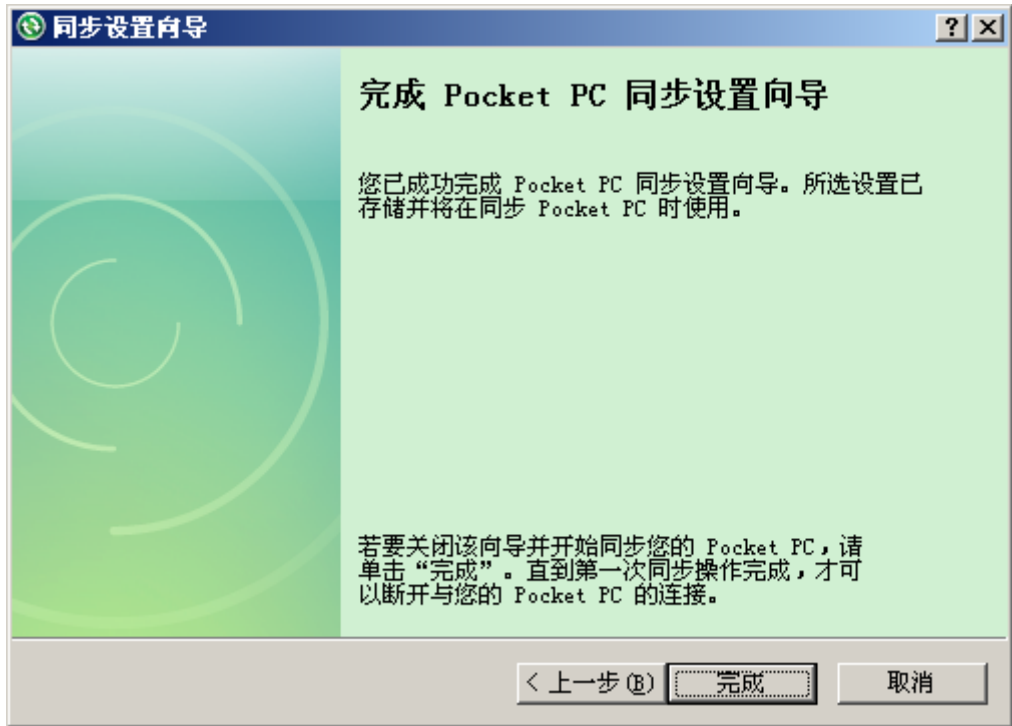 同步设置向导
完成 Pocket PC 同步设置向导
您已成功完成 Pocket PC 同步设置向导。所选设置已
存储并将在同步 Pocket PC 时使用。
若要关闭该向导并开始同步您的 Pocket PC，请
单击“完成”。直到第一次同步操作完成，才可
以断开与您的 Pocket PC 的连接。
< 上一步(B) 完成 取消